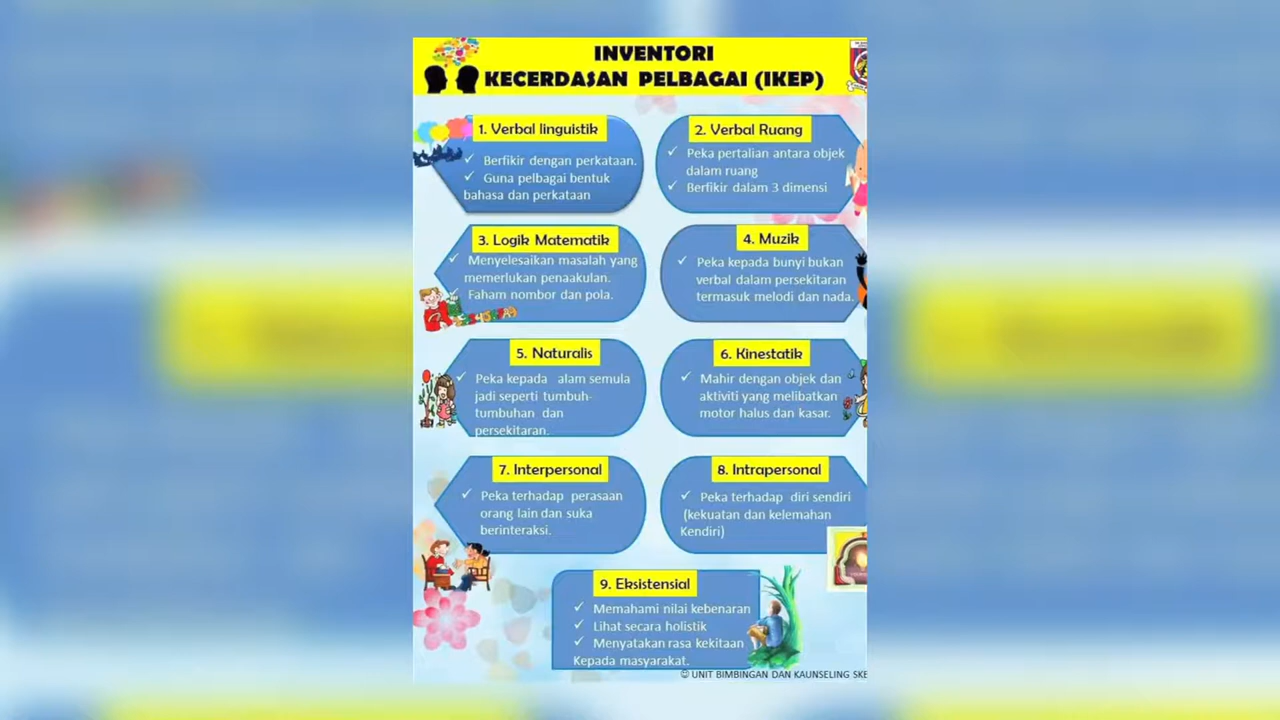 INVENTORI
KECERDASAN PELBAGAI (IKEP)
1. Verbal linguistik
Berfikir dengan perkataan.
Guna pelbagai bentuk
bahasa dan perkataan
2. Verbal Ruang
Peka pertalian antara objek
dalam ruang
Berfikir dalam 3 dimensi
3. Logik Matematik
Menyelesaikan masalah yang
memerlukan penaakulan.
Faham nombor dan pola.
4. Muzik
Peka kepada bunyi bukan
verbal dalam persekitaran
termasuk melodi dan nada.
5. Naturalis
Peka kepada alam semula
jadi seperti tumbuh-
tumbuhan dan
persekitaran.
6. Kinestatik
Mahir dengan objek dan
aktiviti yang melibatkan
motor halus dan kasar.
7. Interpersonal
Peka terhadap perasaan
orang lain dan suka
berinteraksi.
8. Intrapersonal
Peka terhadap diri sendiri
(kekuatan dan kelemahan
Kendiri)
9. Eksistensial
Memahami nilai kebenaran
Lihat secara holistik
Menyatakan rasa kekitaan
Kepada masyarakat.
© UNIT BIMBINGAN DAN KAUNSELING SKE